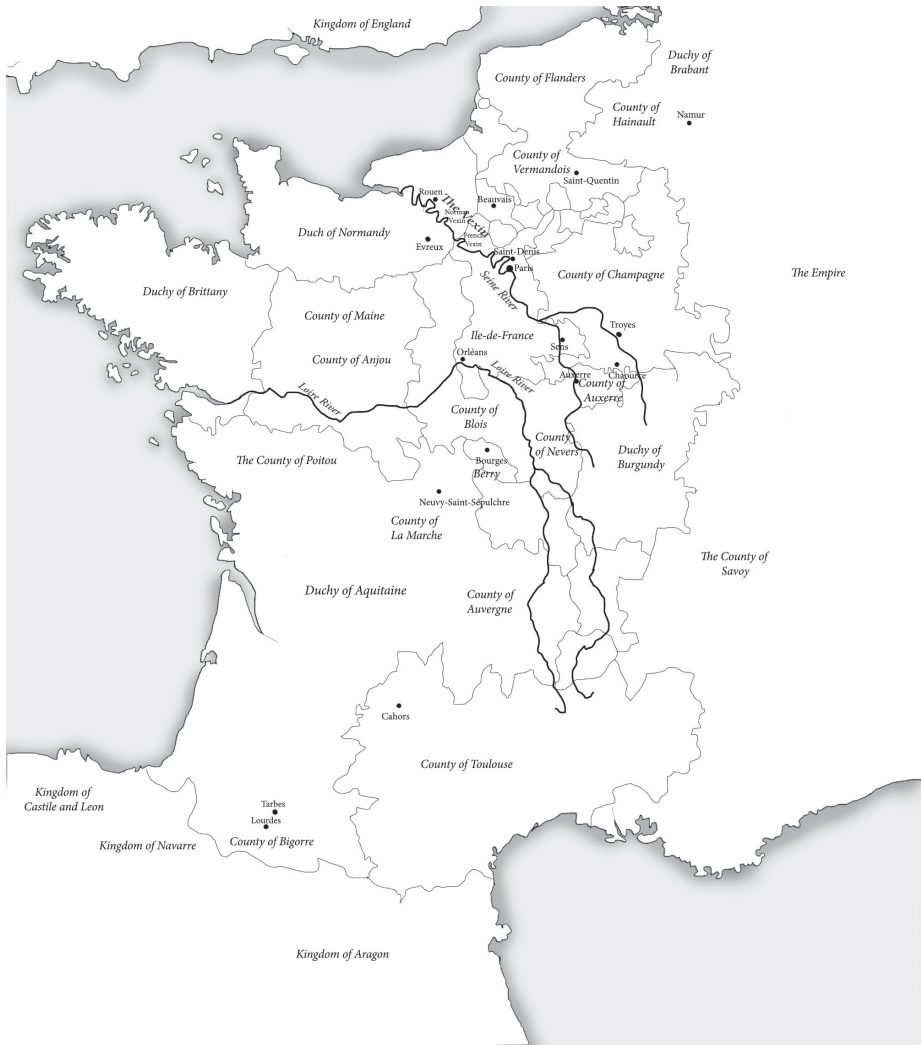 Kingdom of England
Duchy of
Brabant
County of Flanders
County of
Hainault
Namur
County of
Vermandois
Saint-Quentin
Rouen
The Vexin
Beauvais
Norman
Vexin
French
Vexin
Duch of Normandy
Evreux
Saint-Denis
Paris
County of Champagne
The Empire
Seine River
Duchy of Brittany
County of Maine
Ile-de-France
Troyes
Sens
County of Anjou
Orléans
Loire River
Auxerre
Chaource
County of
Auxerre
Loire River
County of
Blois
County
of Nevers
Duchy of
Burgundy
The County of Poitou
Bourges
Berry
Neuvy-Saint-Sépulchre
County of
La Marche
The County of
Savoy
Duchy of Aquitaine
County of
Auvergne
Cahors
County of Toulouse
Kingdom of
Castile and Leon
Tarbes
Lourdes
County of Bigorre
Kingdom of Navarre
Kingdom of Aragon